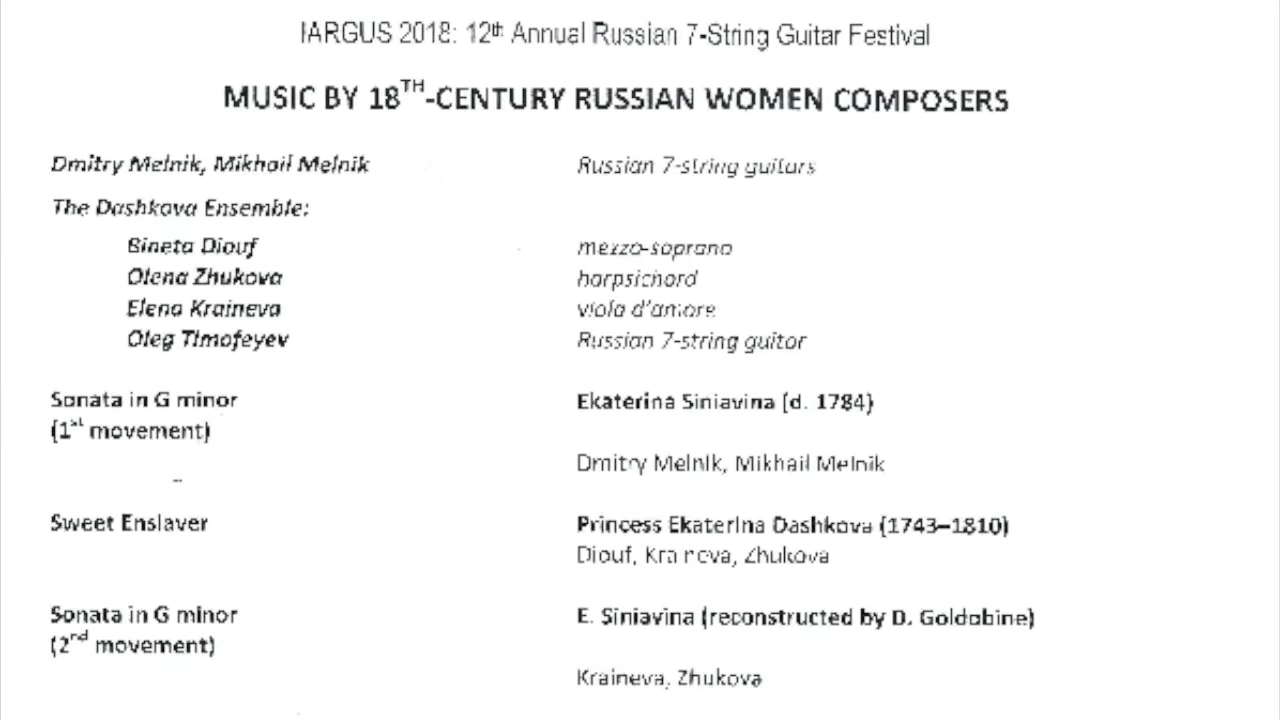 IARGUS 2018: 12th Annual Russian 7-String Guitar Festival
MUSIC BY 18TH-CENTURY RUSSIAN WOMEN COMPOSERS
Dmitry Melnik, Mikhail Melnik Russian 7-string guitars
The Dashkova Ensemble:
Bineta Diouf mezzo-soprano
Olena Zhukova harpsichord
Elena Kraineva viola d'amore
Oleg Timofeyev Russian 7-string guitar
Sonata in G minor Ekaterina Siniavina (d. 1784)
(1st movement)
Dmitry Melnik, Mikhail Melnik
Sweet Enslaver Princess Ekaterina Dashkova (1743–1810)
Diouf, Kraineva, Zhukova
Sonata in G minor E. Siniavina (reconstructed by D. Goldobine)
(2nd movement)
Kraineva, Zhukova